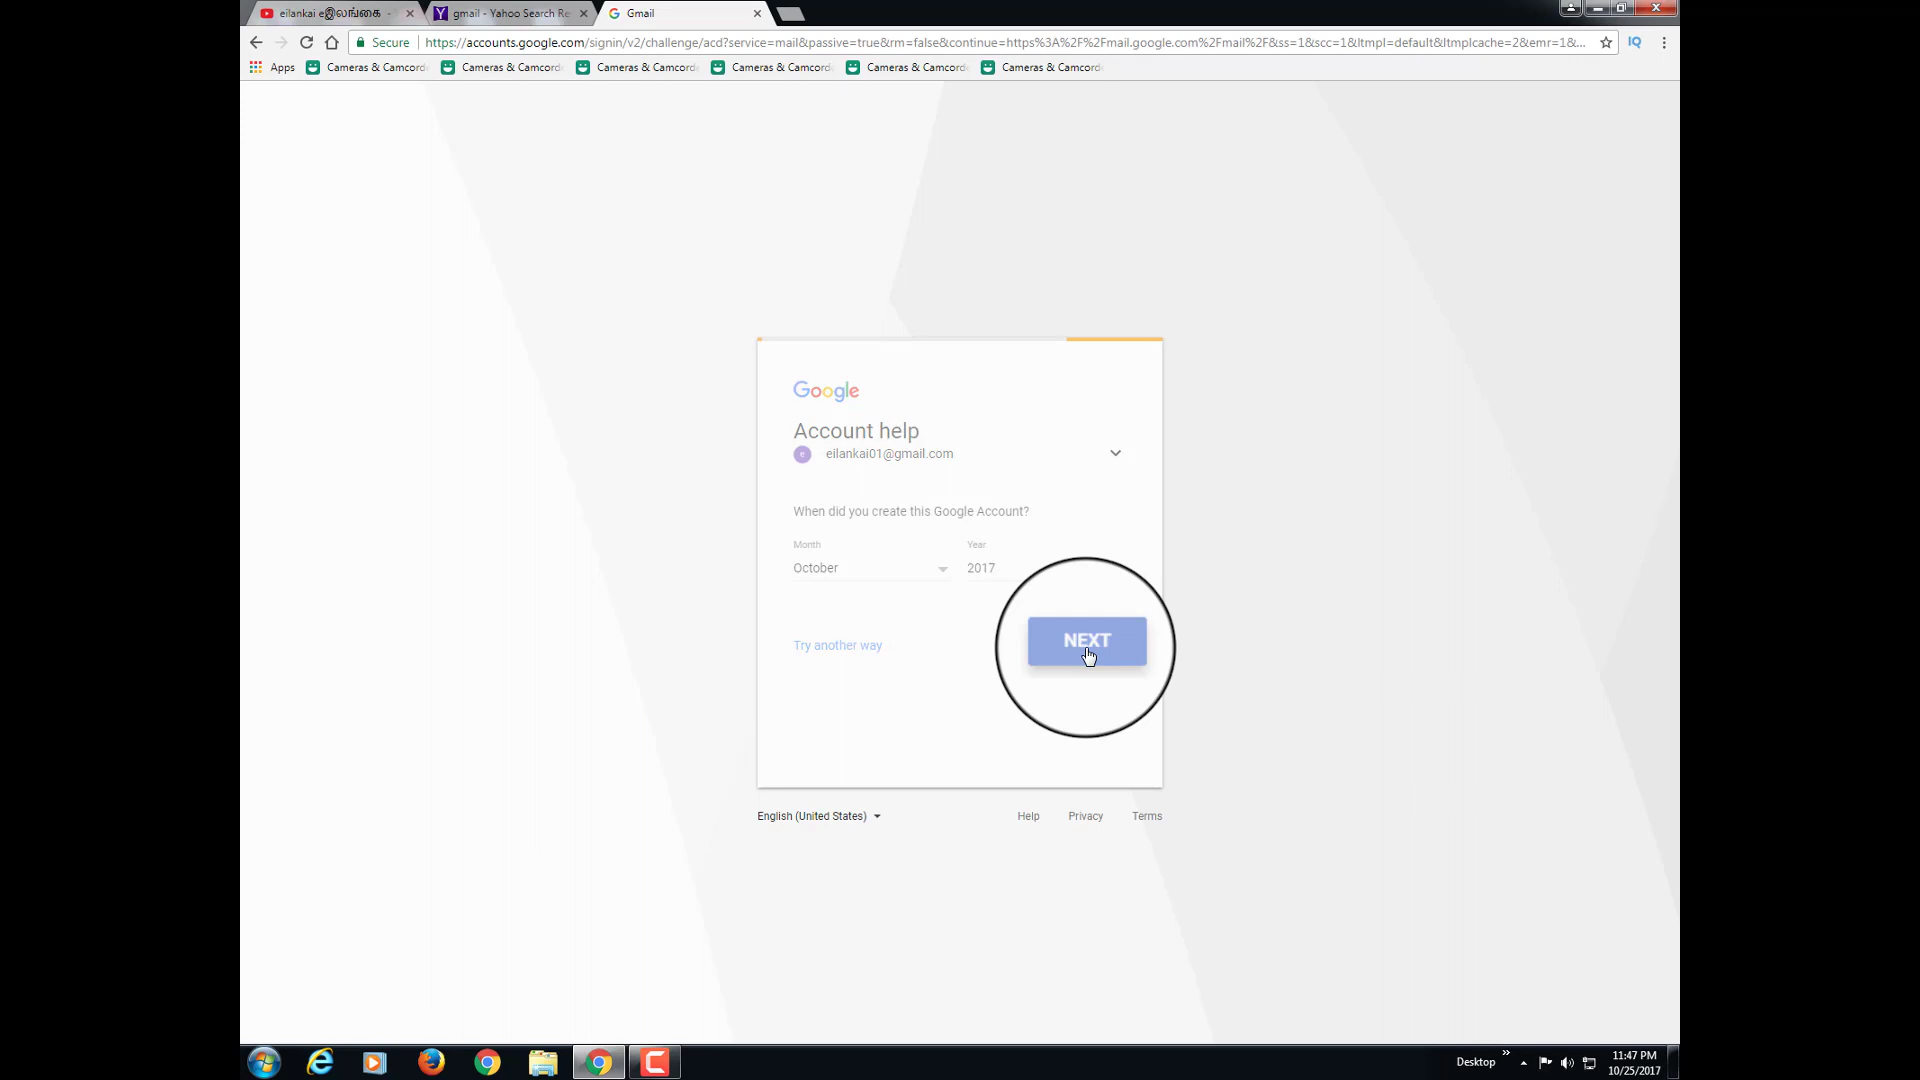 eilankai eஇலங்கை -
gmail - Yahoo Search Re
Gmail
Secure
https://accounts.google.com/signin/v2/challenge/acd?service=mail&passive=true&rm=false&continue=https%3A%2F%2Fmail.google.com%2Fmail%2F&ss=1&scc=1&ltmpl=default&ltmplcache=2&emr=1&...
IQ
Apps
Cameras & Camcord
Cameras & Camcord
Cameras & Camcord
Cameras & Camcord
Cameras & Camcord
Cameras & Camcord
Google
Account help
e
eilankai01@gmail.com
When did you create this Google Account?
Month
Year
October
2017
Try another way
NEXT
English (United States)
Help
Privacy
Terms
Desktop
11:47 PM
10/25/2017